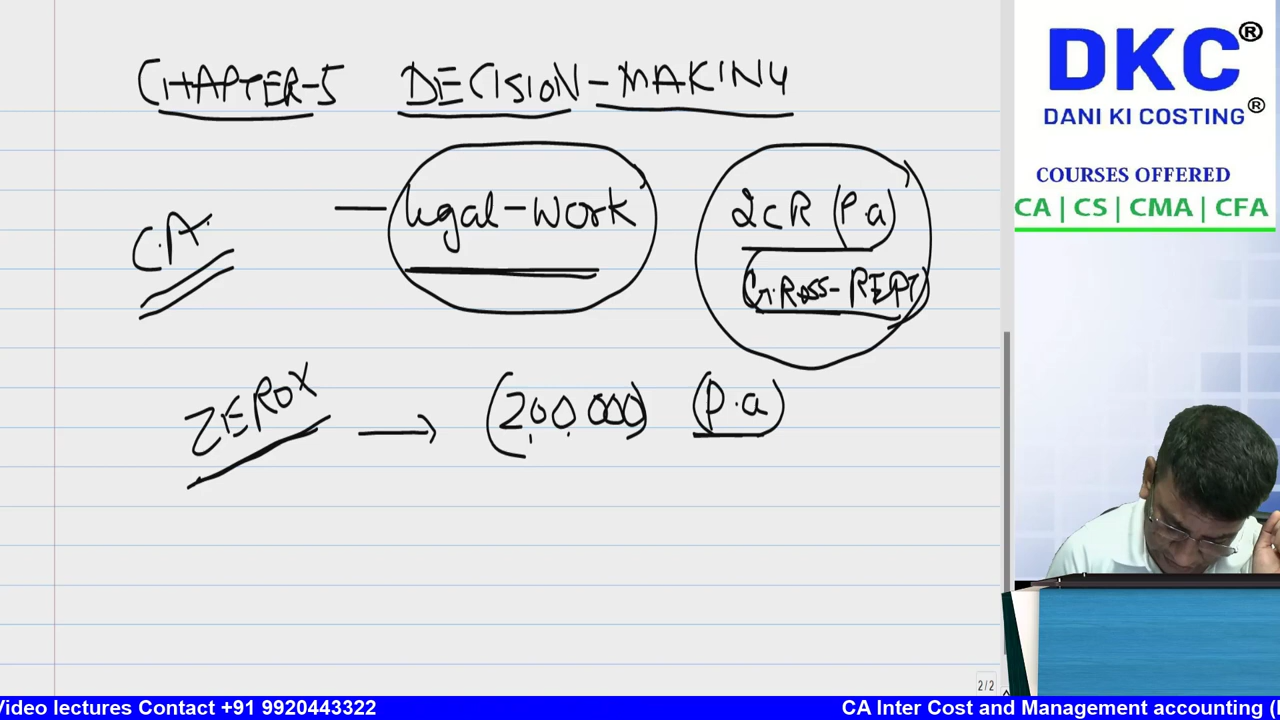 CHAPTER-5 DECISION-MAKING
C.A.
— legal-work
2CR (P.a)
Gross-REPT
ZEROX → (200,000) (P.a)
DKC®
DANI KI COSTING®
COURSES OFFERED
CA | CS | CMA | CFA
2/2
Video lectures Contact +91 9920443322
CA Inter Cost and Management accounting (